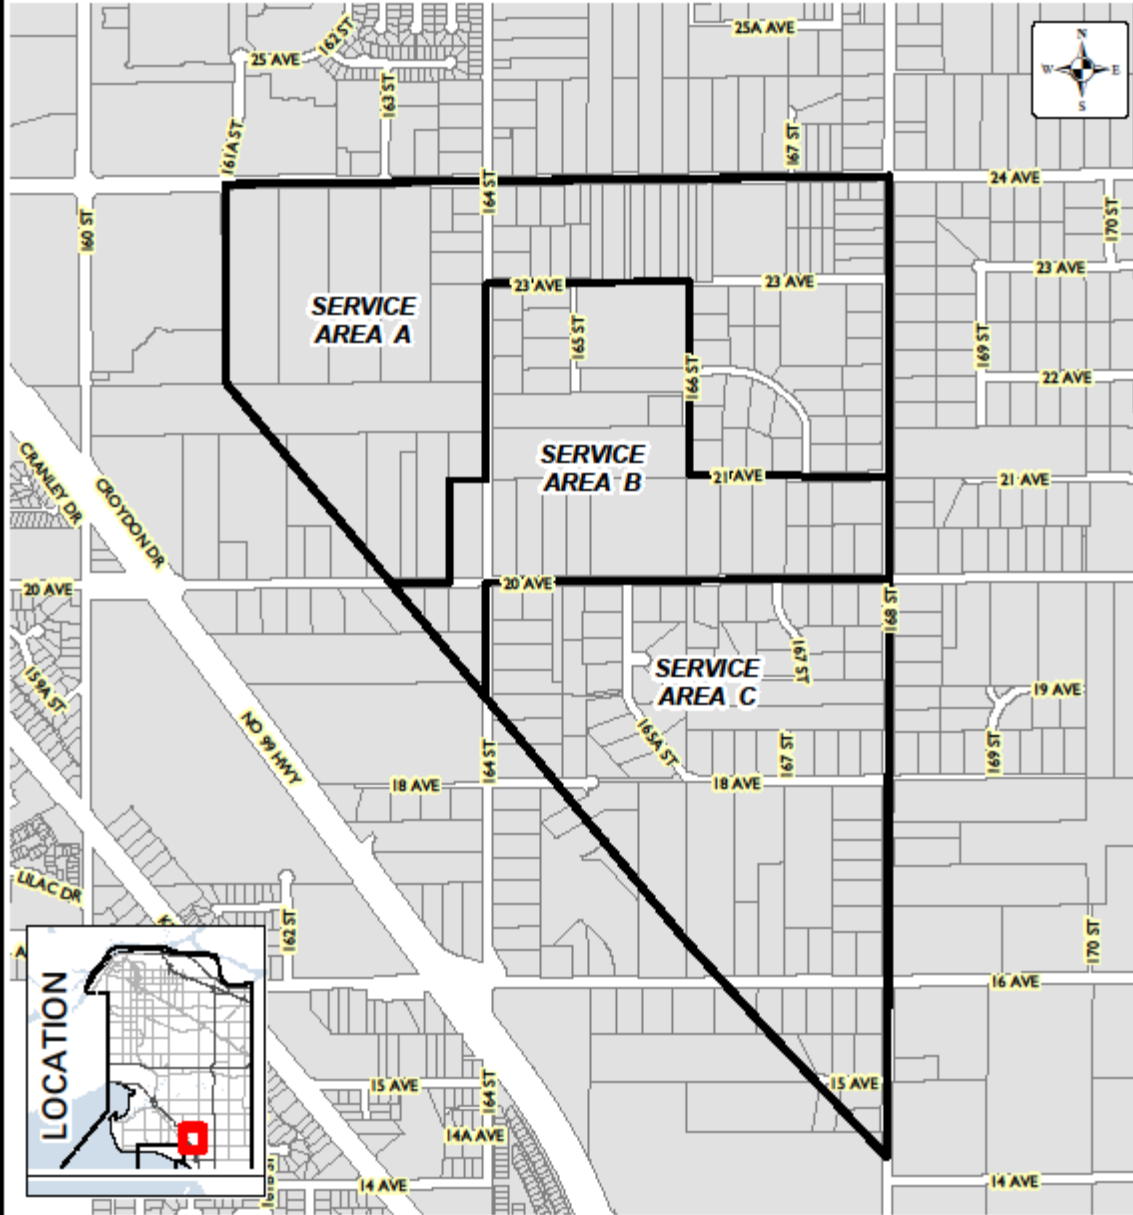 25A AVE
162 ST
25 AVE
N
W E
S
163 ST
161A ST
167 ST
164 ST
24 AVE
160 ST
170 ST
23 AVE
23 AVE
23 AVE
SERVICE
AREA A
165 ST
169 ST
166 ST
22 AVE
SERVICE
AREA B
CRANLEY DR
CROYDON DR
21 AVE
21 AVE
20 AVE
20 AVE
168 ST
167 ST
SERVICE
AREA C
159A ST
19 AVE
NO 99 HWY
165A ST
164 ST
167 ST
169 ST
18 AVE
18 AVE
LILAC DR
162 ST
170 ST
A
K
16 AVE
LOCATION
15 AVE
15 AVE
164 ST
14A AVE
14 AVE
14 AVE